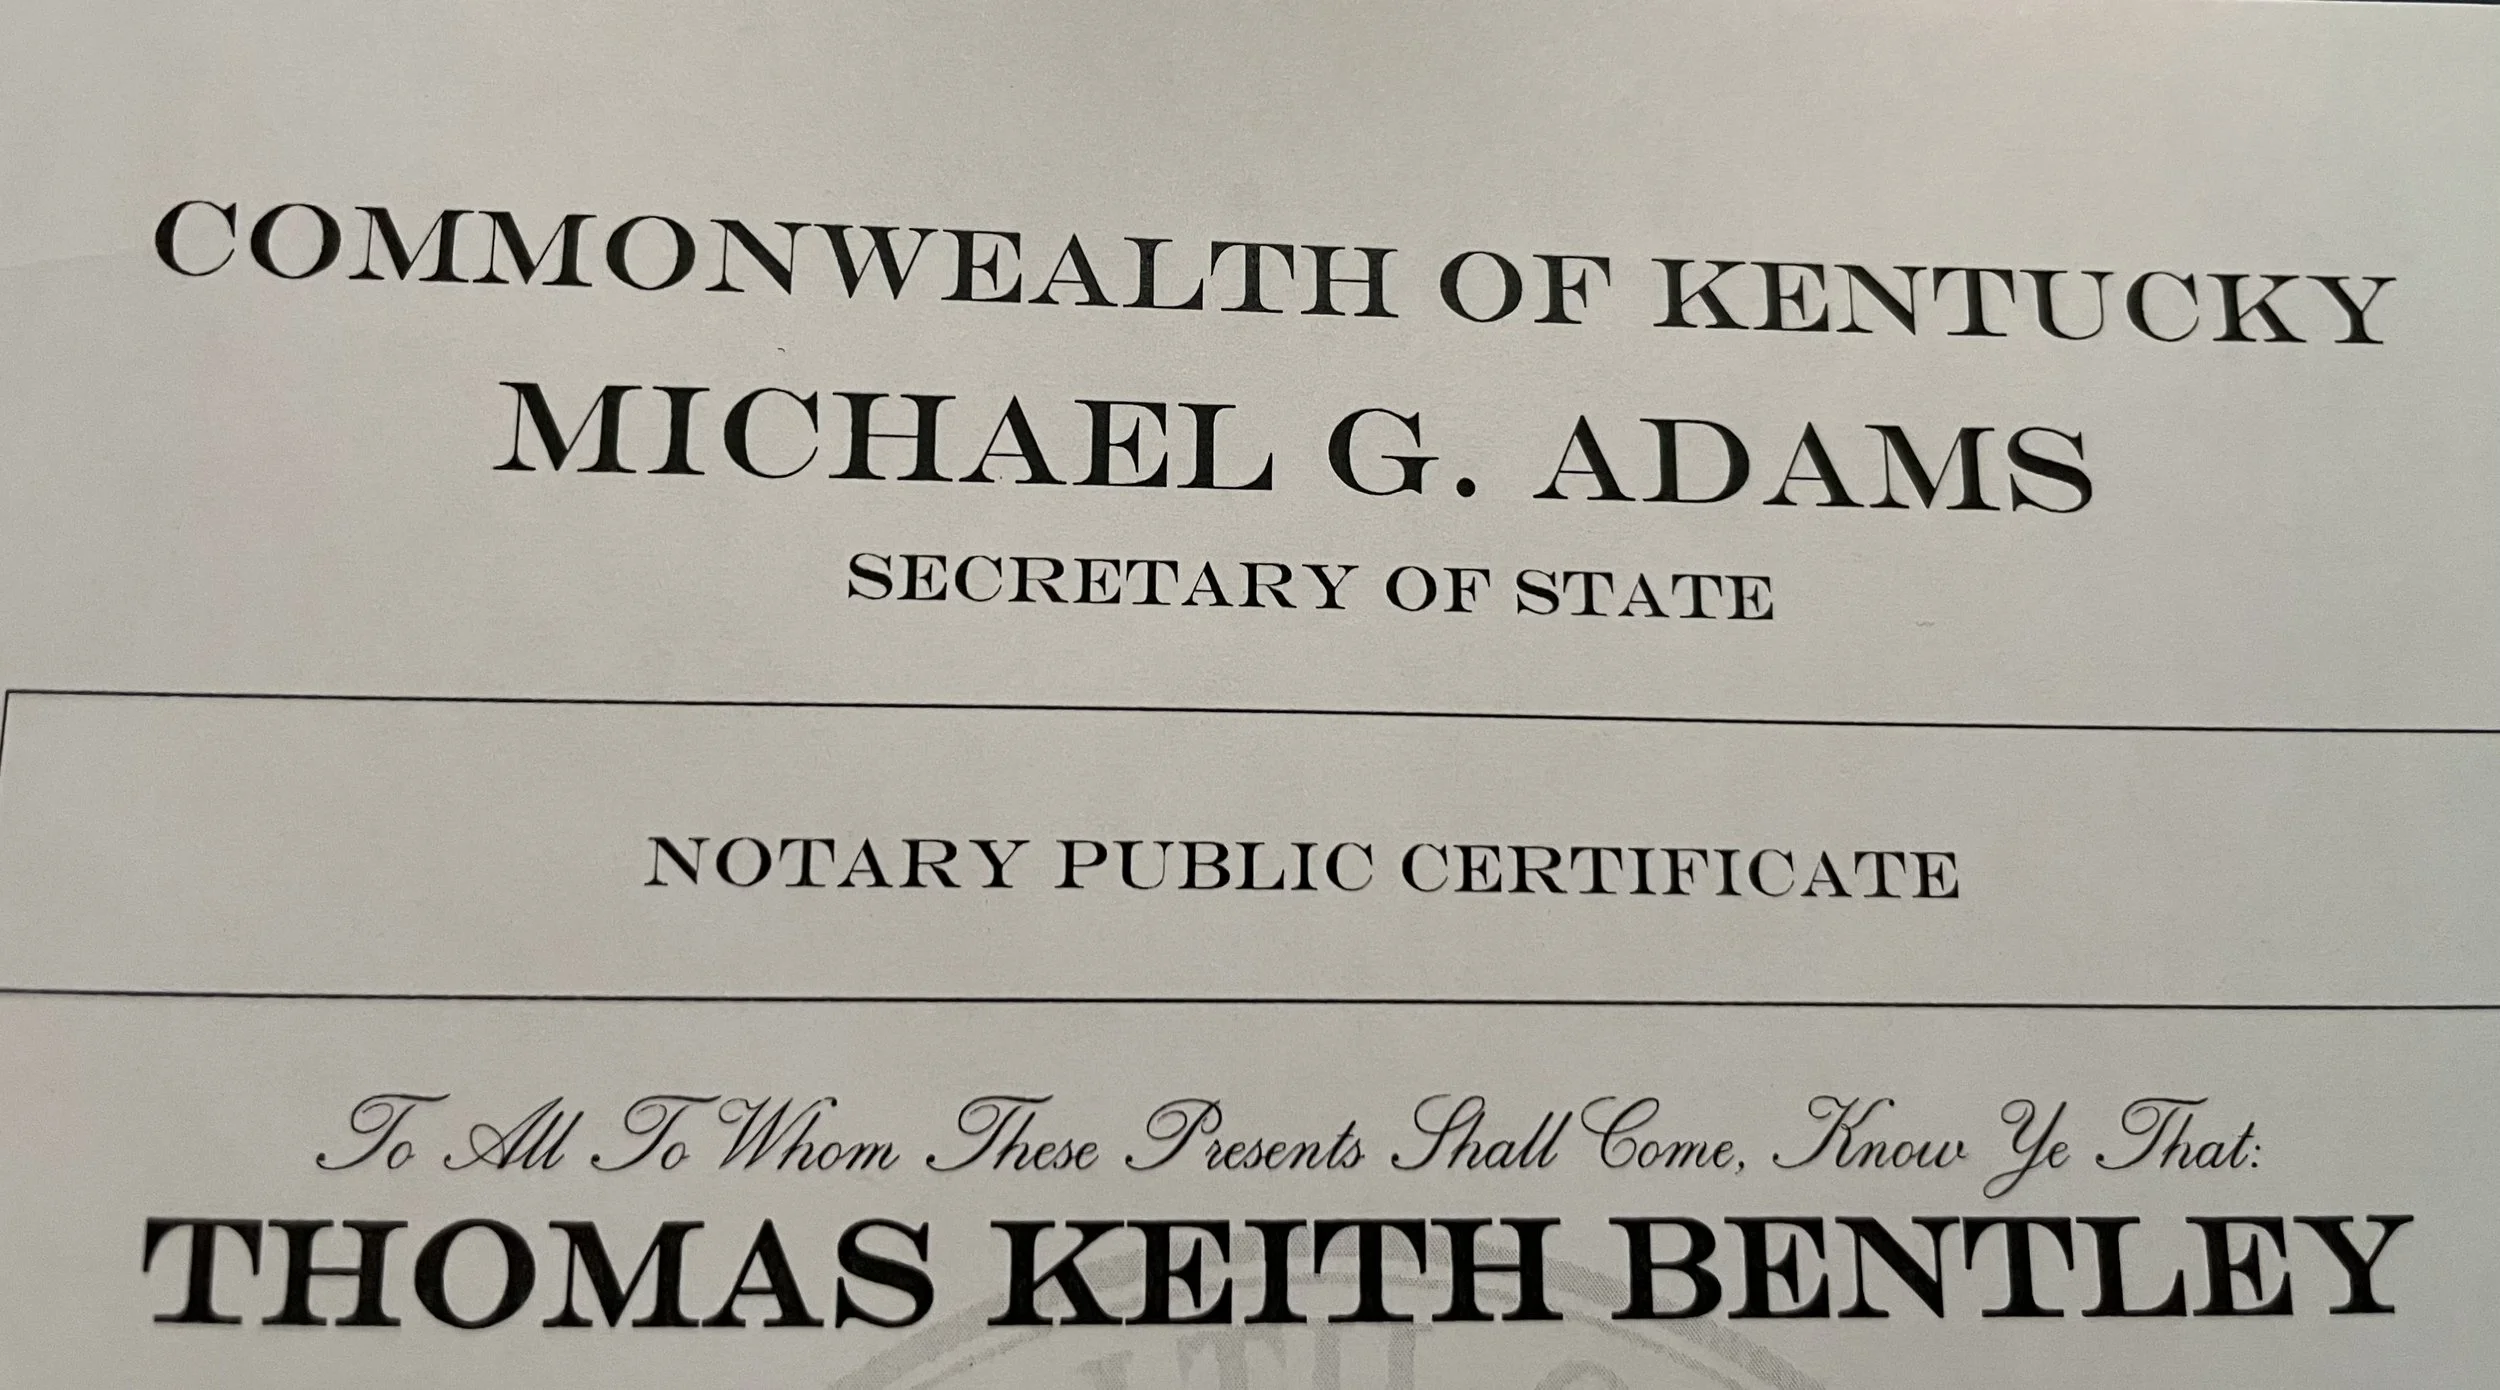 COMMONWEALTH OF KENTUCKY
MICHAEL G. ADAMS
SECRETARY OF STATE
NOTARY PUBLIC CERTIFICATE
To All To Whom These Presents Shall Come, Know Ye That:
THOMAS KEITH BENTLEY